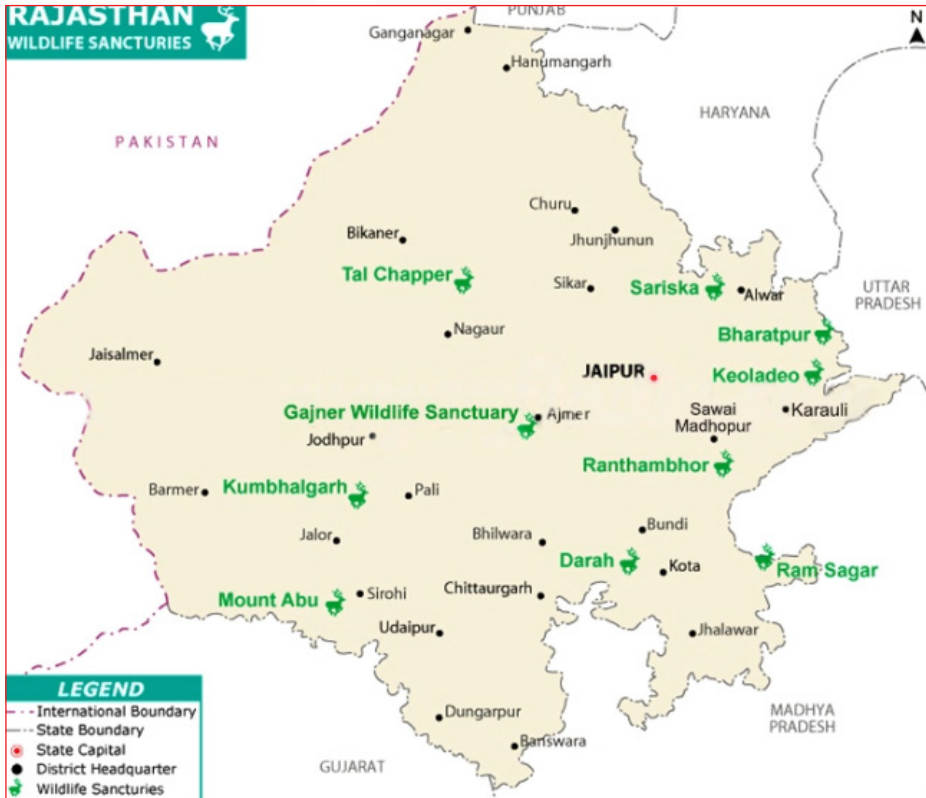 RAJASTHAN
WILDLIFE SANCTURIES
PUNJAB
N
Ganganagar
Hanumangarh
HARYANA
PAKISTAN
Churu
Jhunjhunun
Bikaner
Tal Chapper
Sikar
Sariska
Alwar
UTTAR
PRADESH
Nagaur
Bharatpur
Jaisalmer
JAIPUR
Keoladeo
Gajner Wildlife Sanctuary
Ajmer
Sawai
Madhopur
Karauli
Jodhpur
Ranthambhor
Barmer
Kumbhalgarh
Pali
Jalor
Bhilwara
Bundi
Darah
Kota
Ram Sagar
Mount Abu
Sirohi
Chittaurgarh
Udaipur
Jhalawar
MADHYA
PRADESH
Dungarpur
Banswara
GUJARAT
LEGEND
International Boundary
State Boundary
State Capital
District Headquarter
Wildlife Sancturies